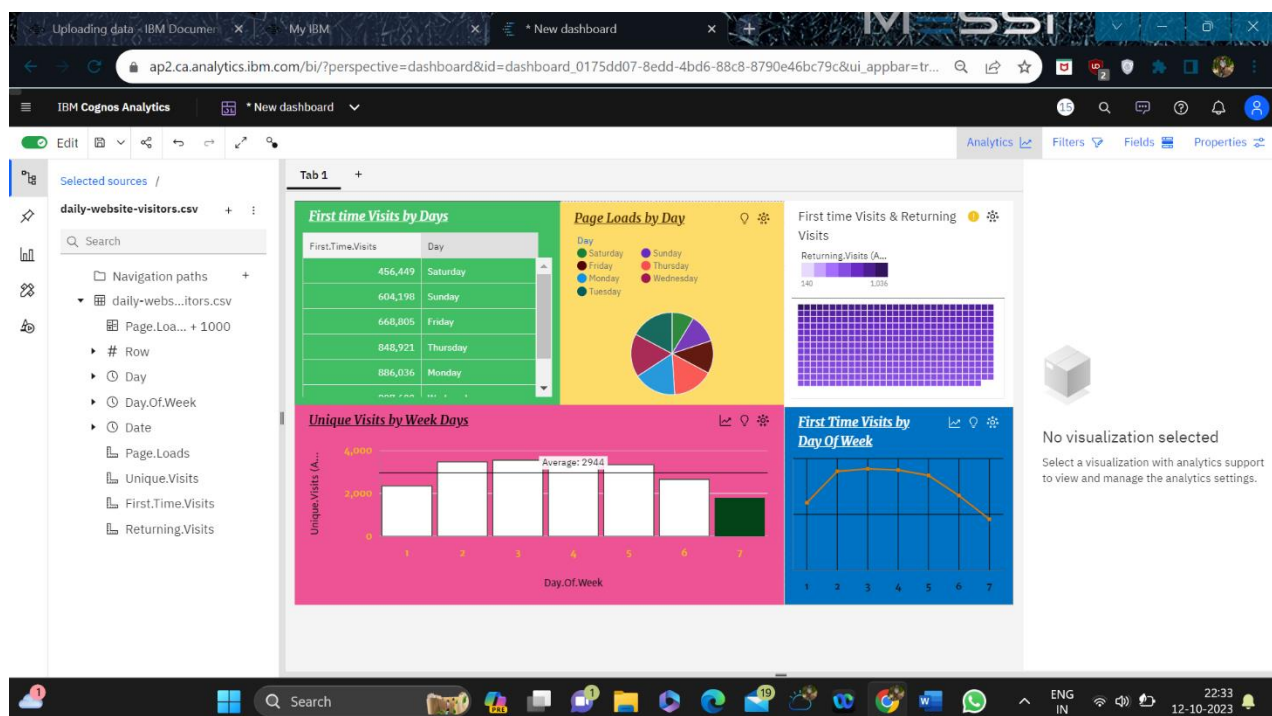 Uploading data - IBM Documen
My IBM
* New dashboard
MESSI
ap2.ca.analytics.ibm.com/bi/?perspective=dashboard&id=dashboard_0175dd07-8edd-4bd6-88c8-8790e46bc79c&ui_appbar=tr...
2
IBM Cognos Analytics
* New dashboard
15
Edit
Analytics
Filters
Fields
Properties
Selected sources /
daily-website-visitors.csv
Search
Navigation paths
daily-webs...itors.csv
Page.Loa... + 1000
# Row
Day
Day.Of.Week
Date
Page.Loads
Unique.Visits
First.Time.Visits
Returning.Visits
Tab 1 +
First time Visits by Days
First.Time.Visits Day
456,449 Saturday
604,198 Sunday
668,805 Friday
848,921 Thursday
886,036 Monday
Page Loads by Day
Day
Saturday Sunday
Friday Thursday
Monday Wednesday
Tuesday
First time Visits & Returning
Visits
Returning.Visits (A...
140 1,036
Unique Visits by Week Days
Unique.Visits (A...
4,000
2,000
0
Average: 2944
1 2 3 4 5 6 7
Day.Of.Week
First Time Visits by
Day Of Week
1 2 3 4 5 6 7
No visualization selected
Select a visualization with analytics support
to view and manage the analytics settings.
1
Search
PRE
1
19
ENG
IN
22:33
12-10-2023